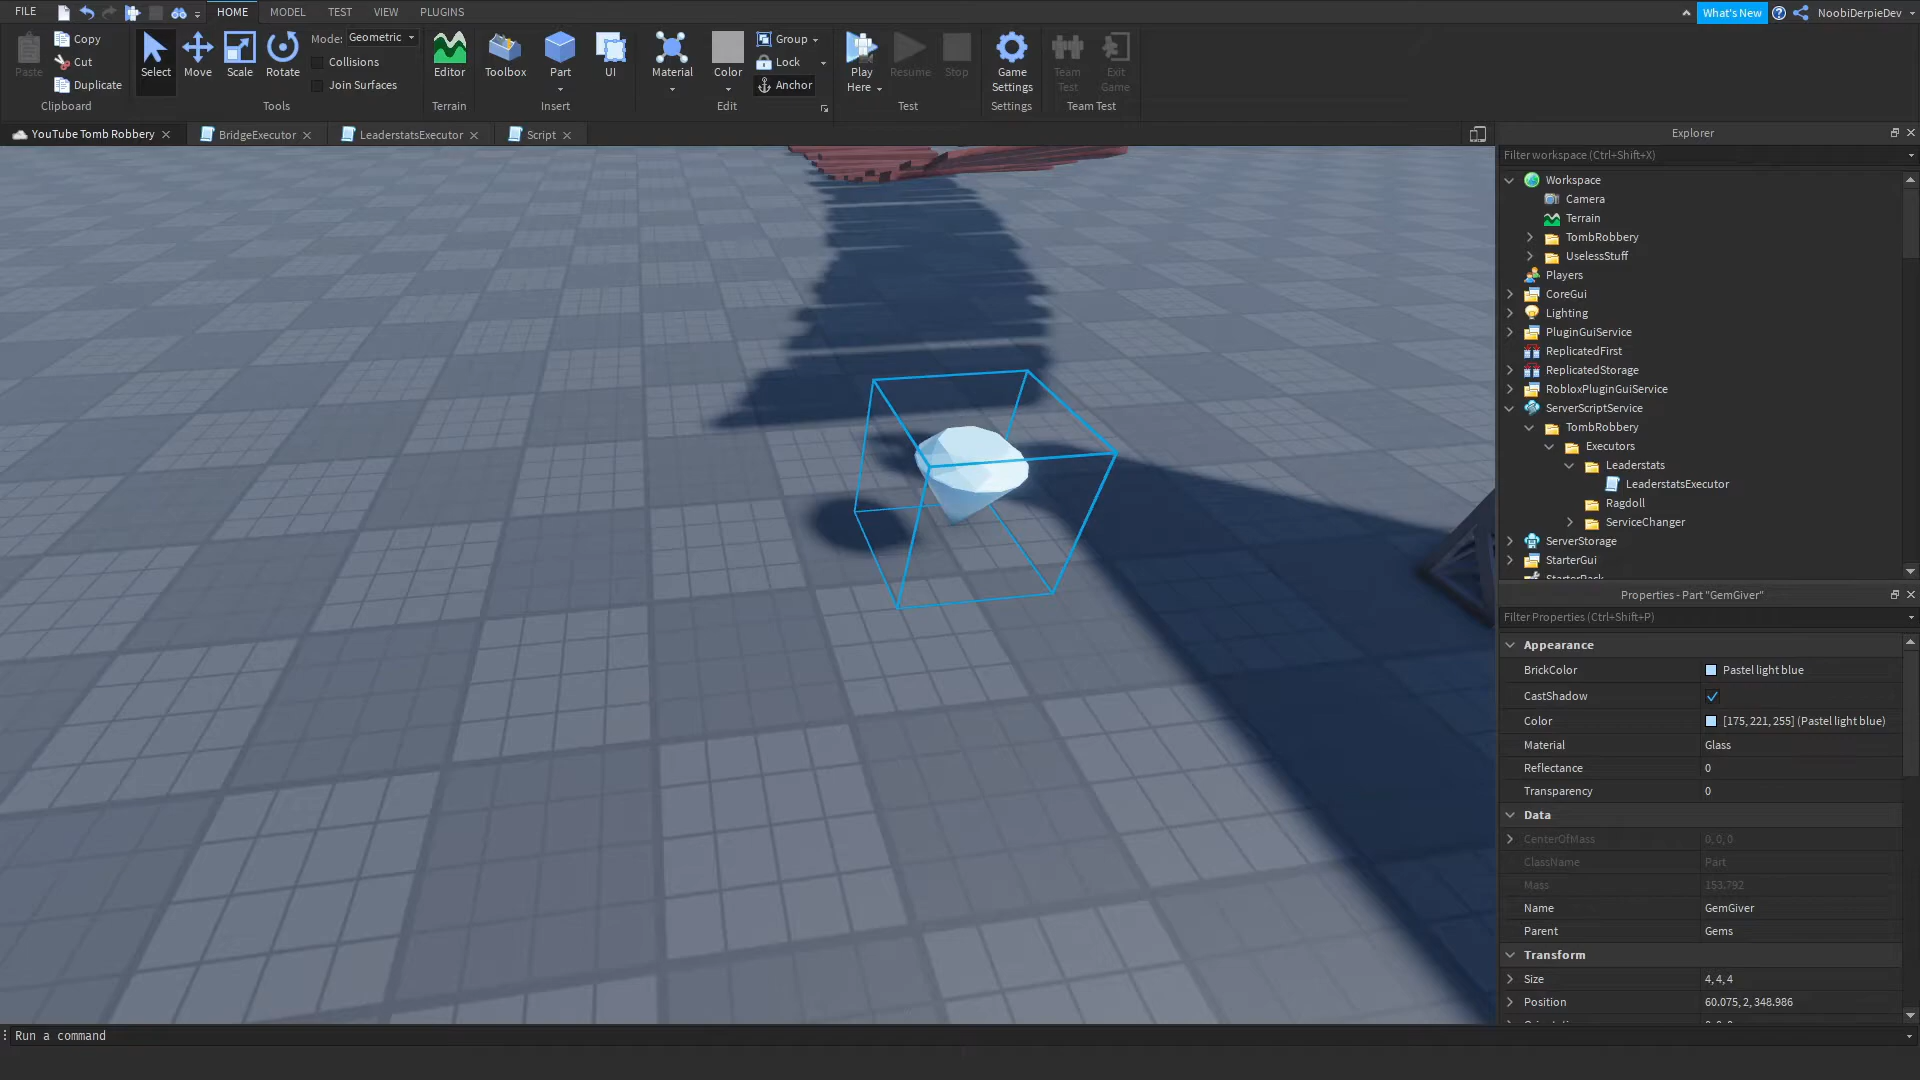 FILE HOME MODEL TEST VIEW PLUGINS What's New NoobiDerpieDev
Paste Copy Cut Duplicate Clipboard
Select Move Scale Rotate Mode: Geometric Collisions Join Surfaces Tools
Editor Terrain
Toolbox Part UI Insert
Material Color Group Lock Anchor Edit
Play Here Resume Stop Test
Game Settings Settings
Team Test Exit Game Team Test
YouTube Tomb Robbery BridgeExecutor LeaderstatsExecutor Script
Explorer
Filter workspace (Ctrl+Shift+X)
Workspace
Camera
Terrain
TombRobbery
UselessStuff
Players
CoreGui
Lighting
PluginGuiService
ReplicatedFirst
ReplicatedStorage
RobloxPluginGuiService
ServerScriptService
TombRobbery
Executors
Leaderstats
LeaderstatsExecutor
Ragdoll
ServiceChanger
ServerStorage
StarterGui
StarterPack
Properties - Part "GemGiver"
Filter Properties (Ctrl+Shift+P)
Appearance
BrickColor Pastel light blue
CastShadow
Color [175, 221, 255] (Pastel light blue)
Material Glass
Reflectance 0
Transparency 0
Data
CenterOfMass 0, 0, 0
ClassName Part
Mass 153.792
Name GemGiver
Parent Gems
Transform
Size 4, 4, 4
Position 60.075, 2, 348.986
Run a command